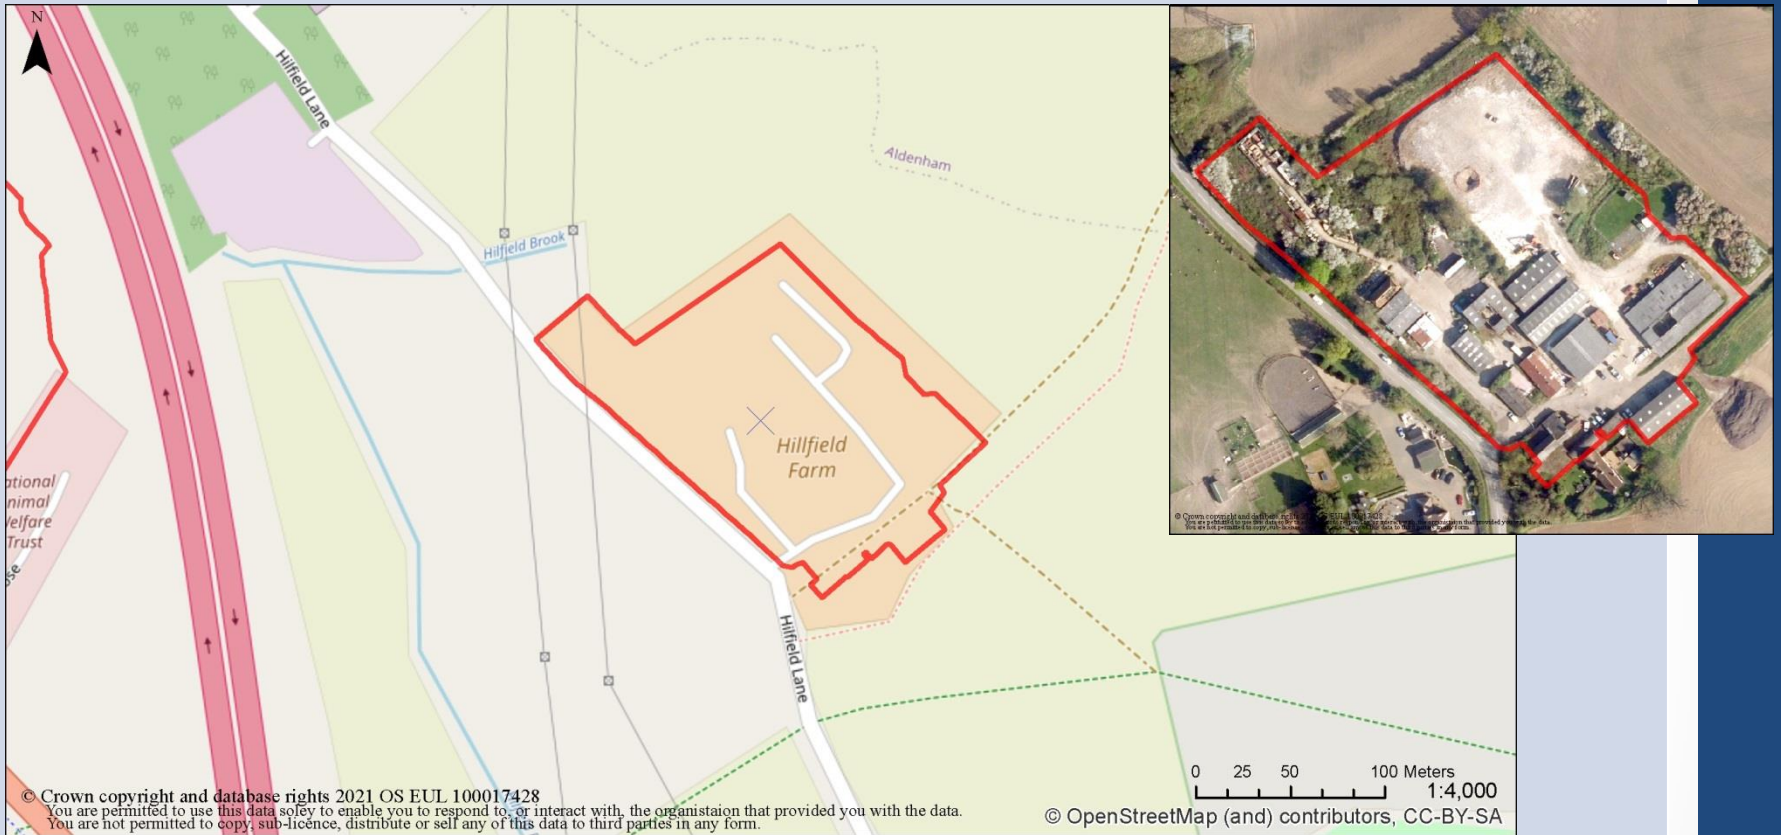 N
Hilfield Lane
Aldenham
Hilfield Brook
Hillfield
Farm
ational
nimal
Welfare
Trust
Hilfield Lane
0 25 50 100 Meters
1:4,000
© Crown copyright and database rights 2021 OS EUL 100017428
You are permitted to use this data soley to enable you to respond to, or interact with, the organistaion that provided you with the data.
You are not permitted to copy, sub-licence, distribute or sell any of this data to third parties in any form.
© OpenStreetMap (and) contributors, CC-BY-SA